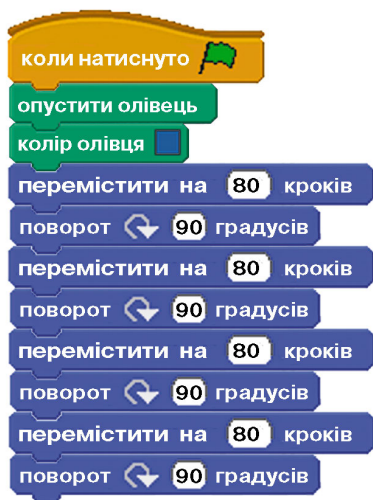 коли натиснуто
опустити олівець
колір олівця
перемістити на 80 кроків
поворот 90 градусів
перемістити на 80 кроків
поворот 90 градусів
перемістити на 80 кроків
поворот 90 градусів
перемістити на 80 кроків
поворот 90 градусів